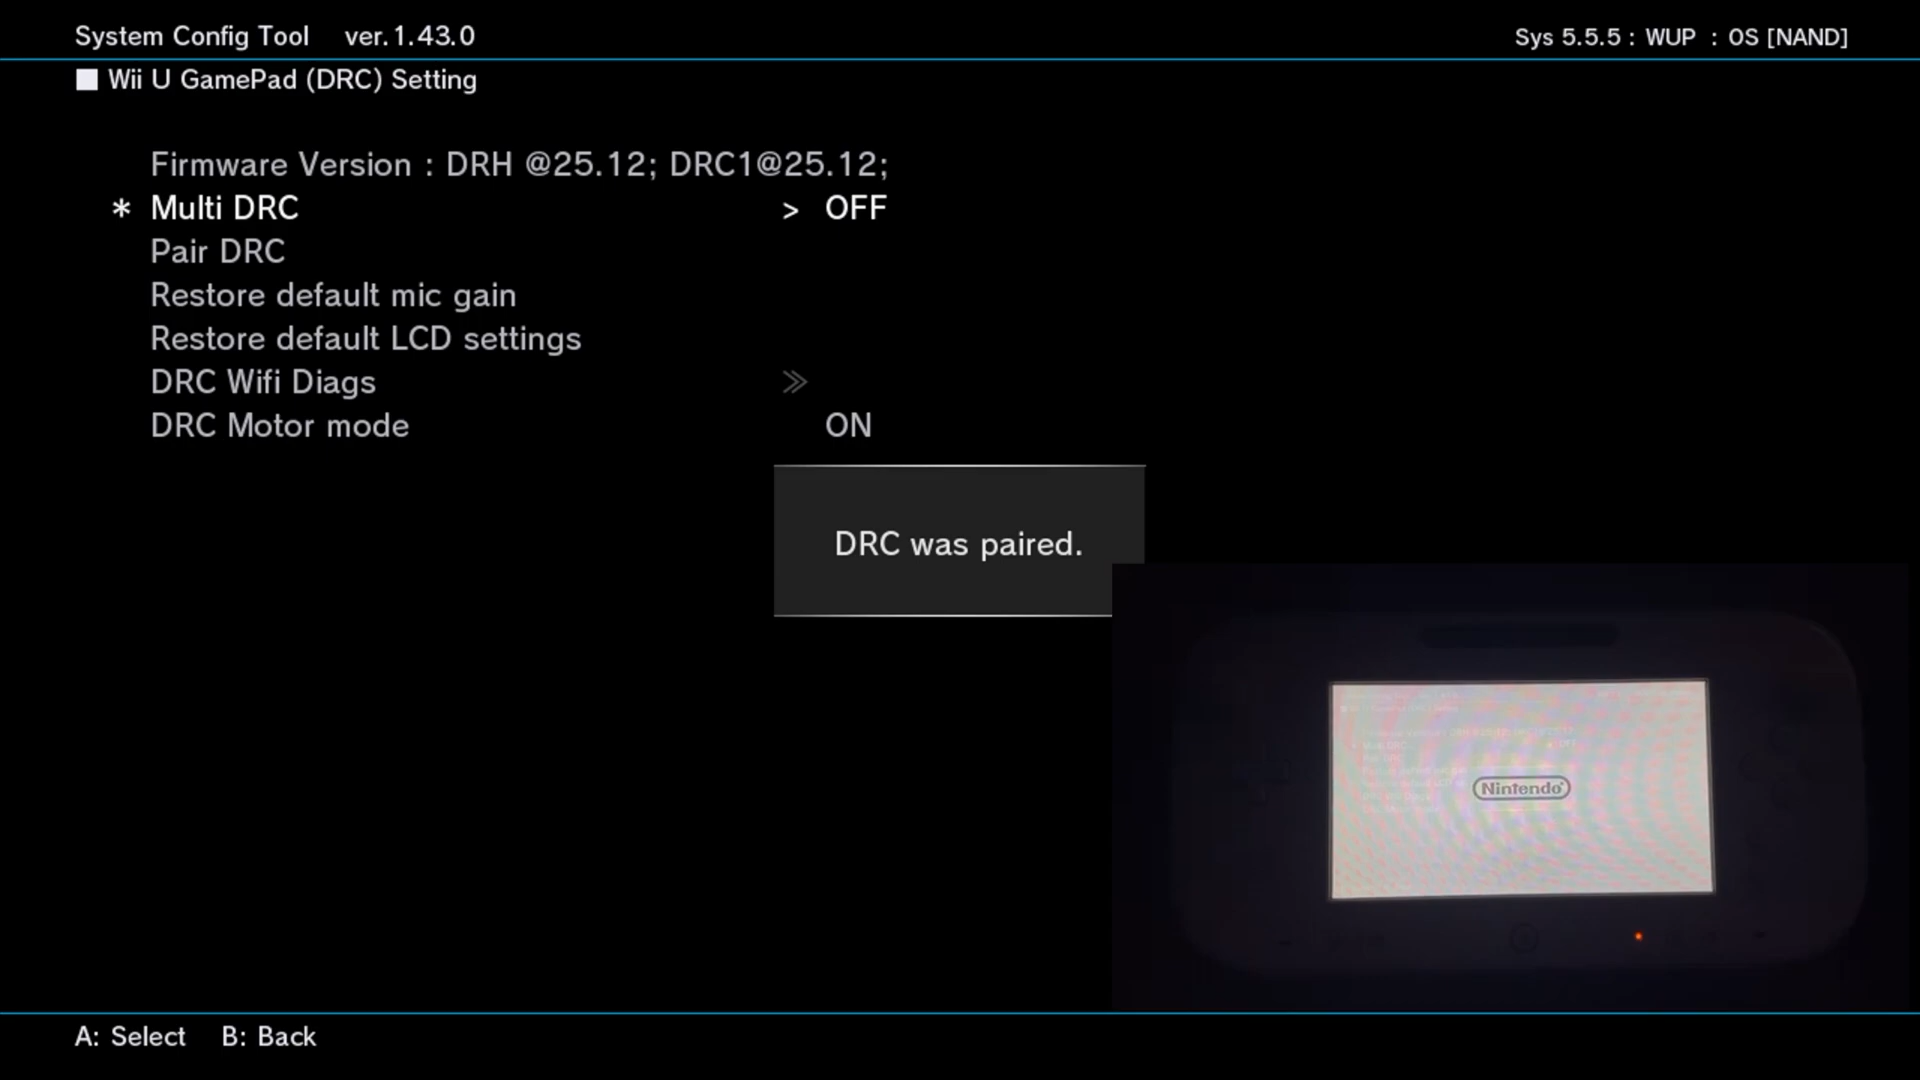 System Config Tool ver.1.43.0
Sys 5.5.5 : WUP : OS [NAND]
Wii U GamePad (DRC) Setting
Firmware Version : DRH @25.12; DRC1@25.12;
* Multi DRC > OFF
Pair DRC
Restore default mic gain
Restore default LCD settings
DRC Wifi Diags
DRC Motor mode ON
DRC was paired.
Nintendo
A: Select B: Back